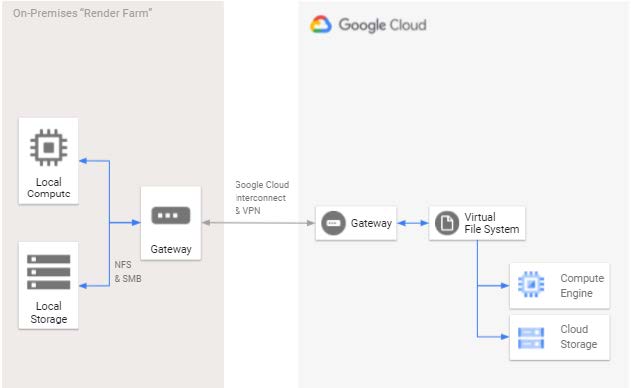 On-Premises “Render Farm”
Google Cloud
Local
Compute
Gateway
NFS
& SMB
Local
Storage
Google Cloud
Interconnect
& VPN
Gateway
Virtual
File System
Compute
Engine
Cloud
Storage